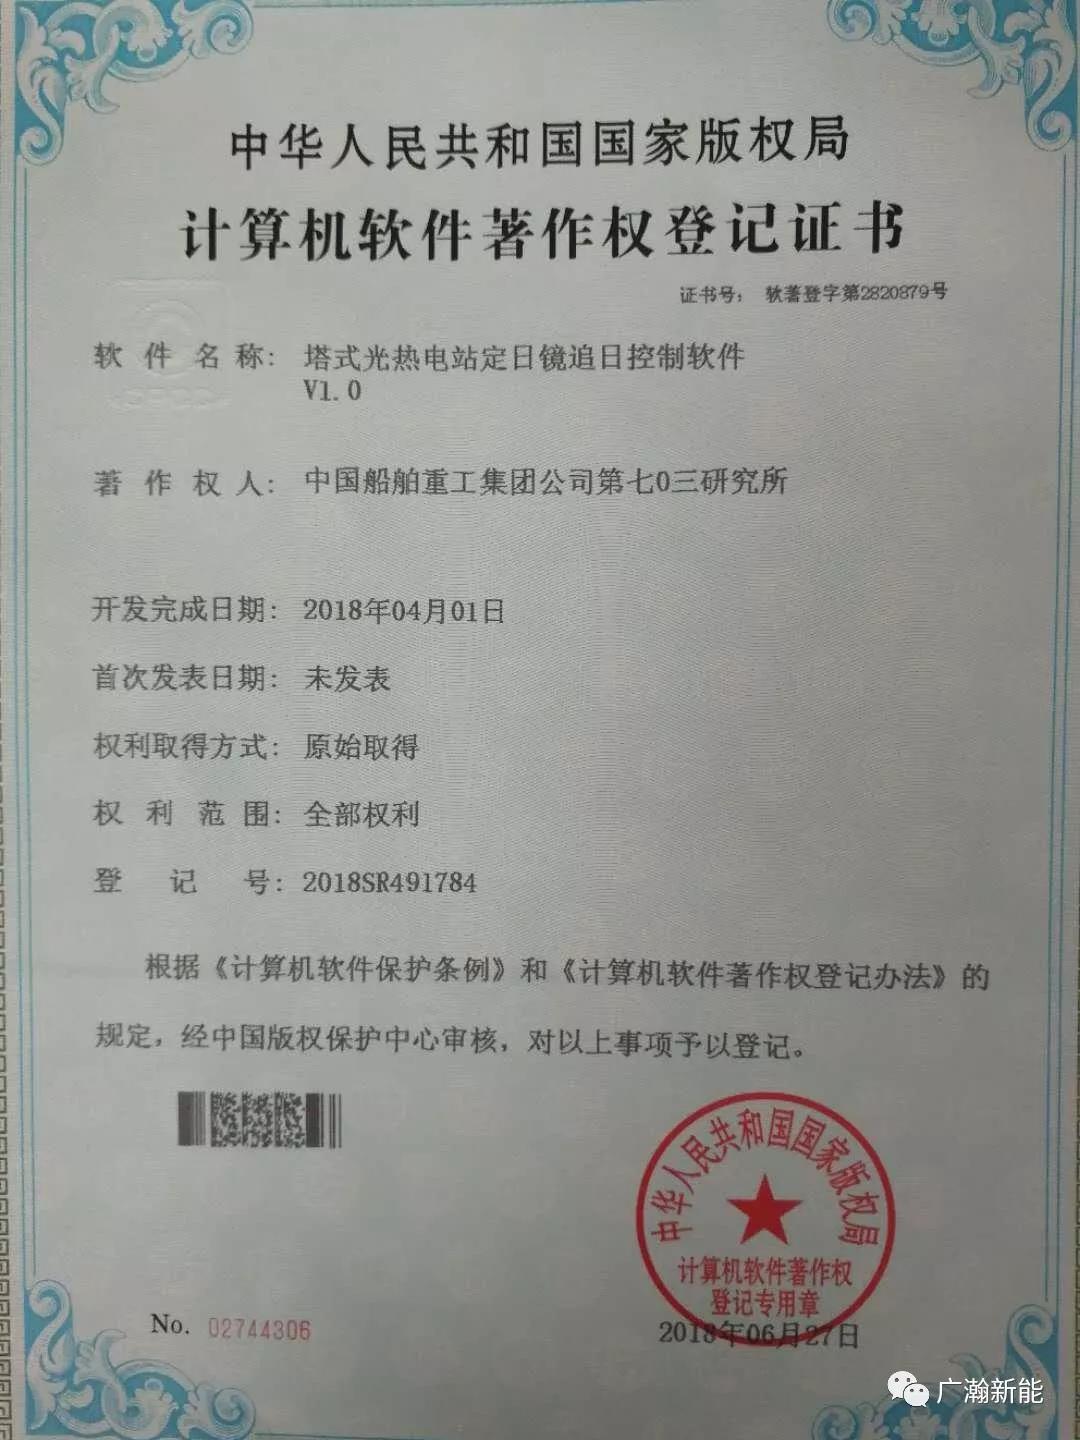 中华人民共和国国家版权局
计算机软件著作权登记证书
证书号： 软著登字第2820879号
软件名称： 塔式光热电站定日镜追日控制软件
V1.0
著作权人： 中国船舶重工集团公司第七0三研究所
开发完成日期： 2018年04月01日
首次发表日期： 未发表
权利取得方式： 原始取得
权利范围： 全部权利
登记号： 2018SR491784
根据《计算机软件保护条例》和《计算机软件著作权登记办法》的
规定，经中国版权保护中心审核，对以上事项予以登记。
中华人民共和国国家版权局
计算机软件著作权
登记专用章
No. 02744306
2018年06月27日
广瀚新能